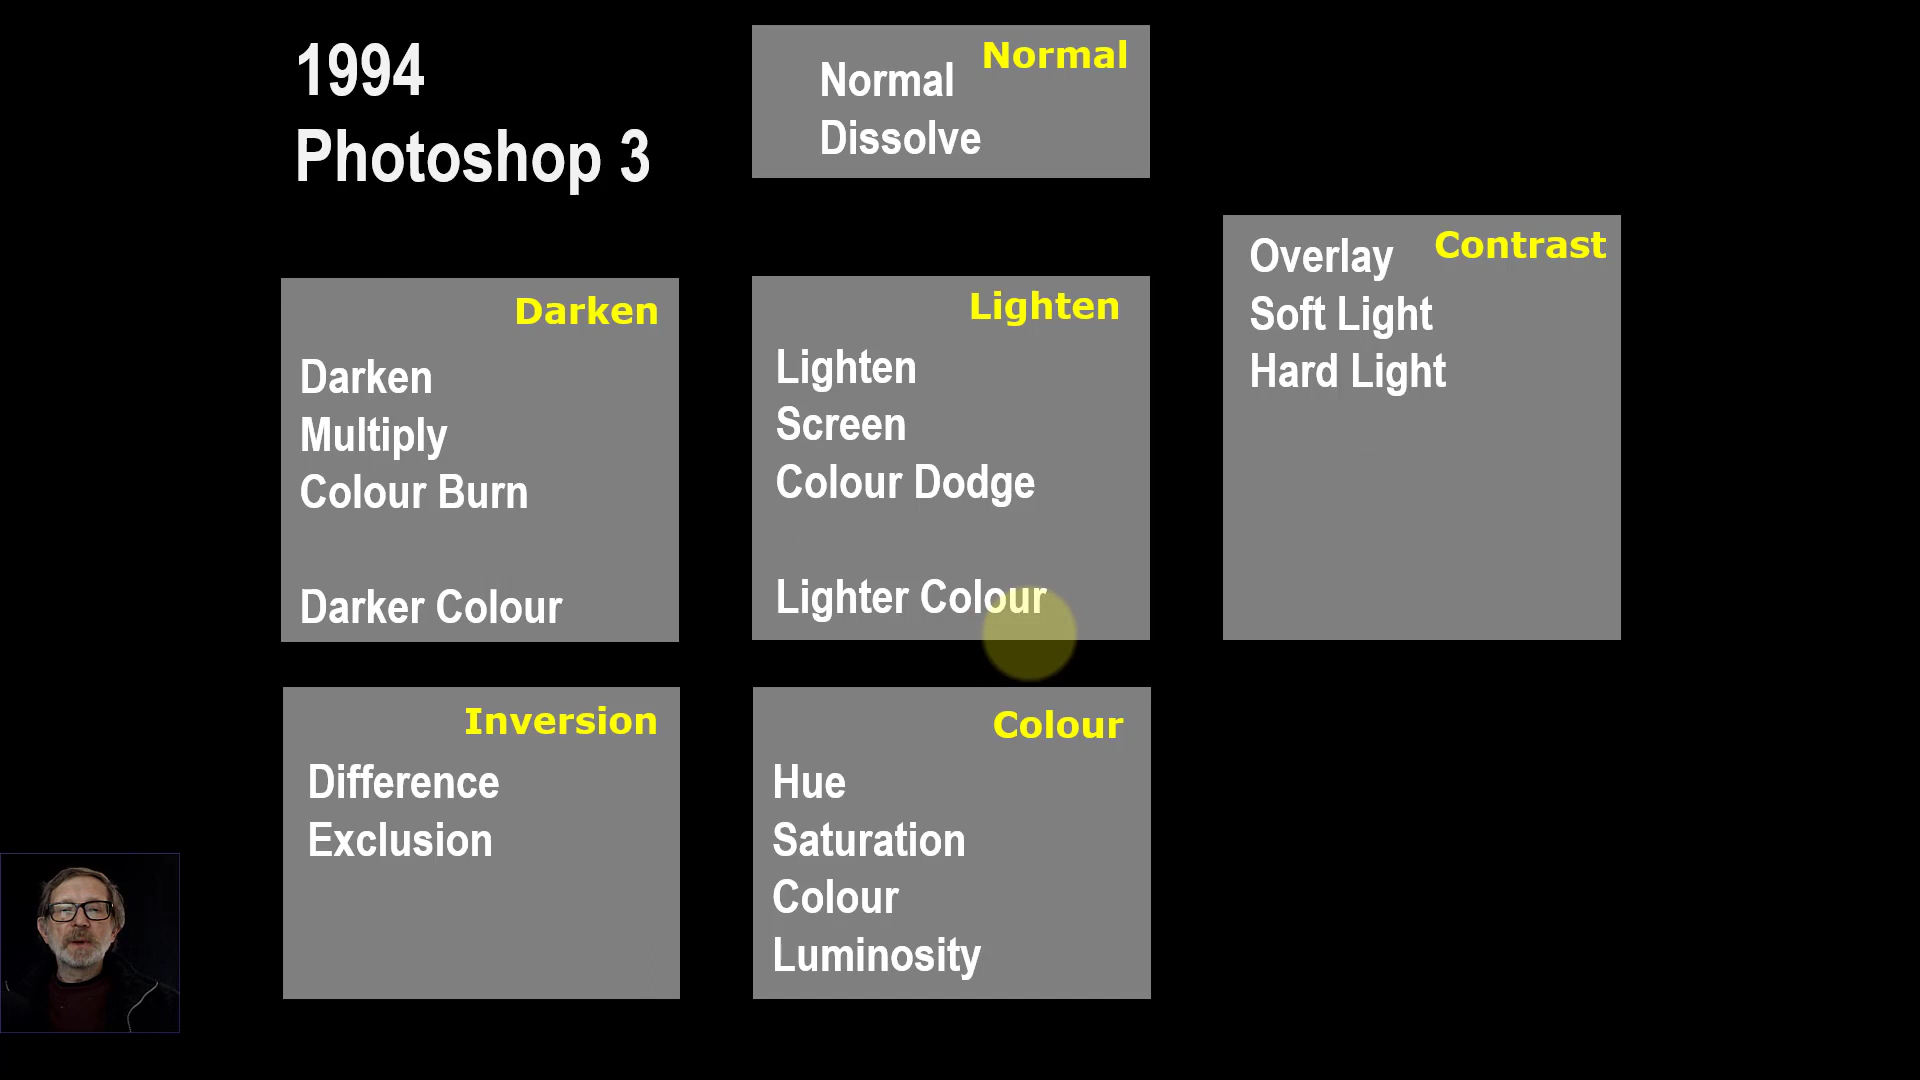 1994
Photoshop 3
Normal
Normal
Dissolve
Darken
Darken
Multiply
Colour Burn
Darker Colour
Lighten
Lighten
Screen
Colour Dodge
Lighter Colour
Contrast
Overlay
Soft Light
Hard Light
Inversion
Difference
Exclusion
Colour
Hue
Saturation
Colour
Luminosity